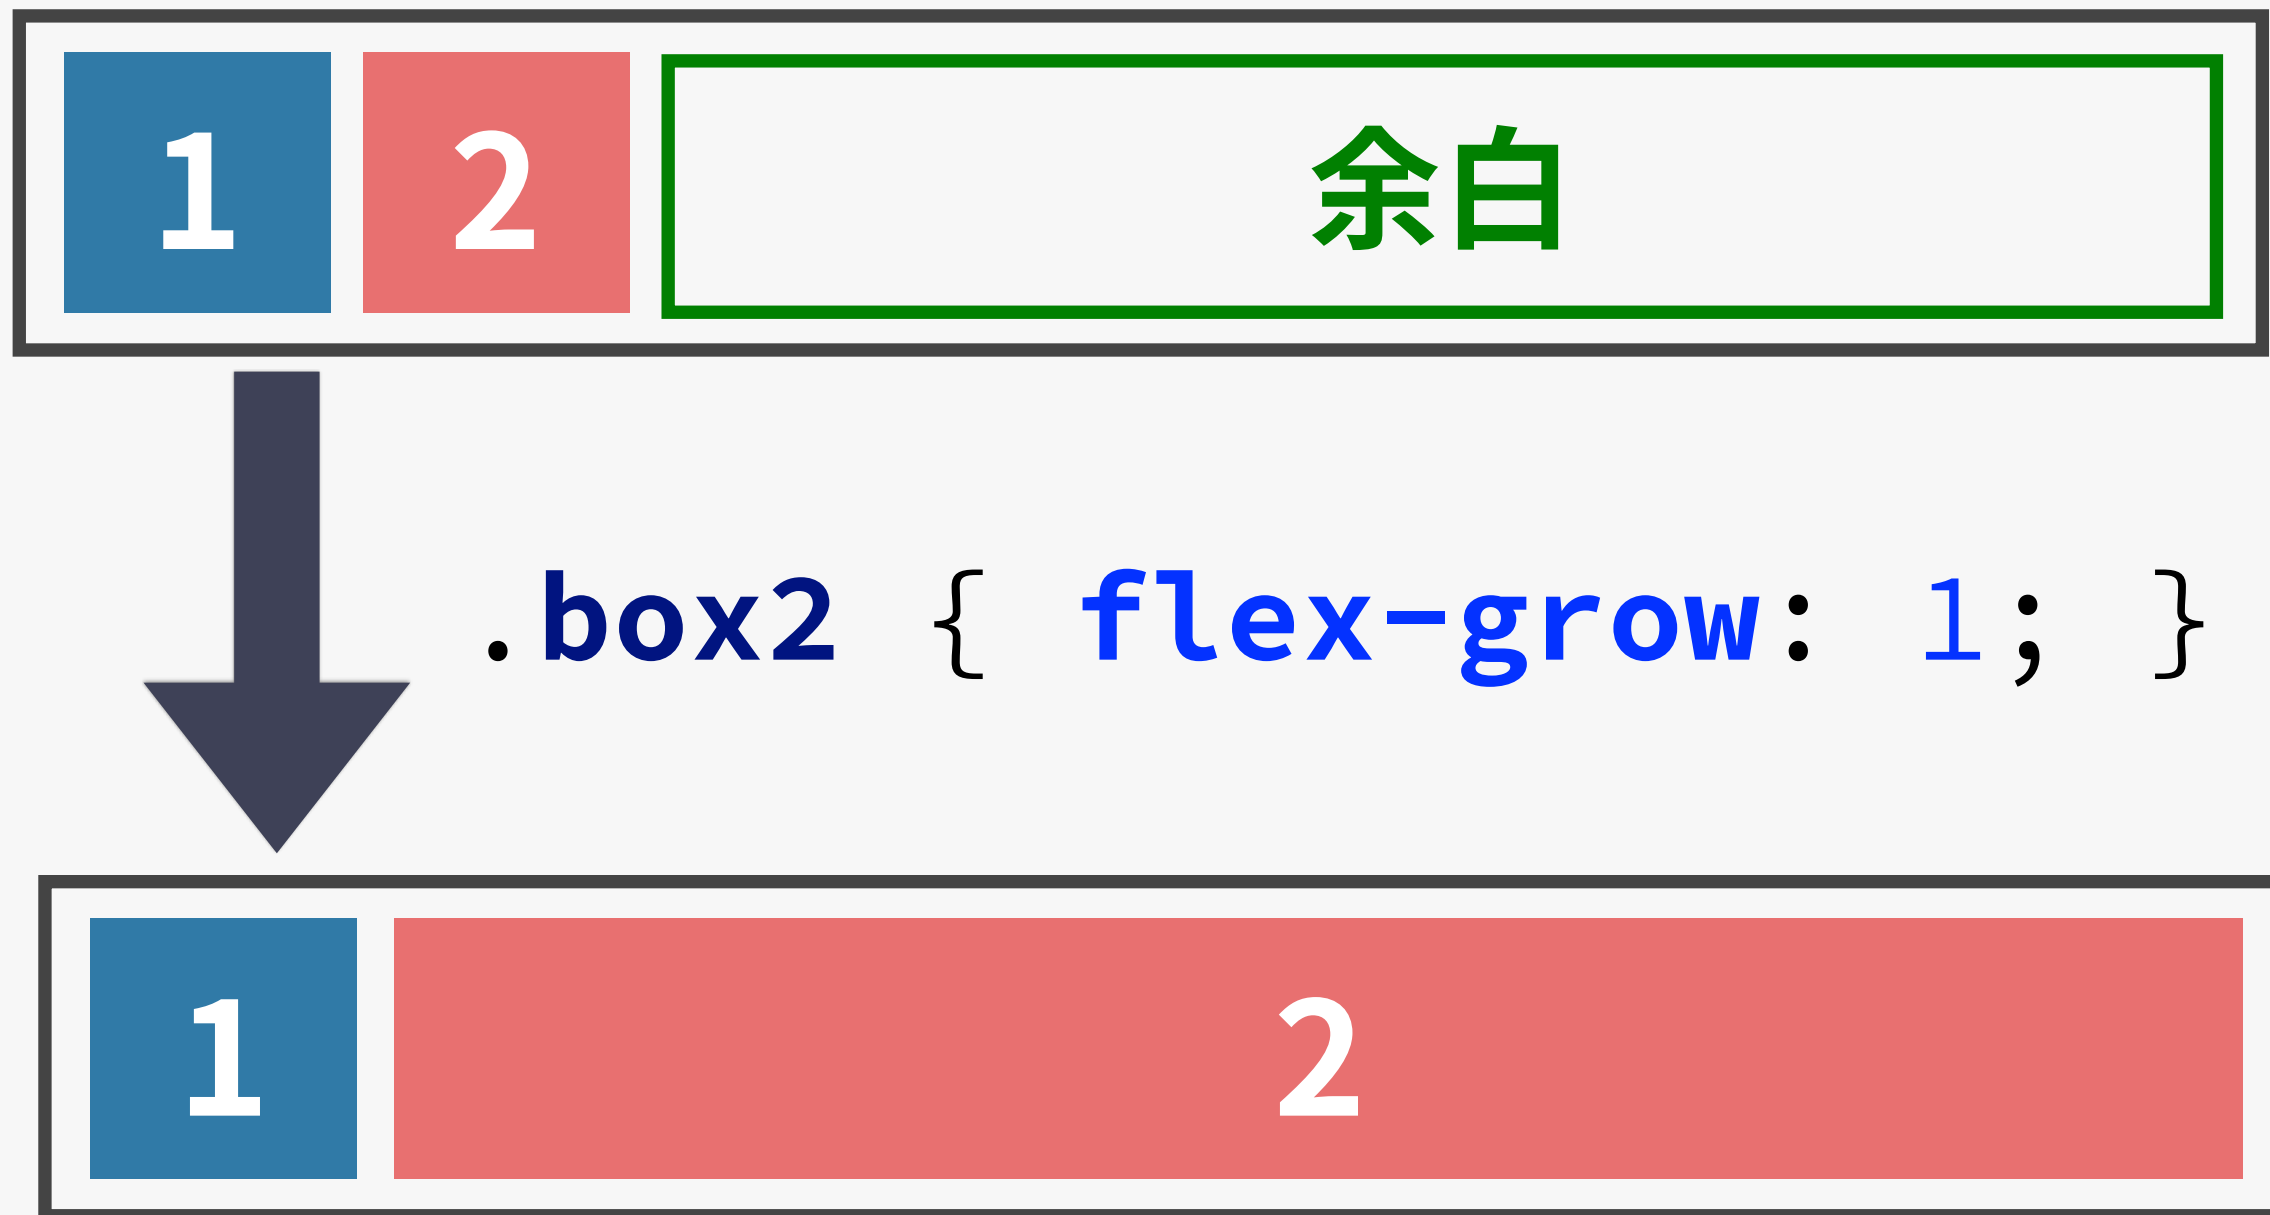 1 2 余白
.box2 { flex-grow: 1; }
1 2